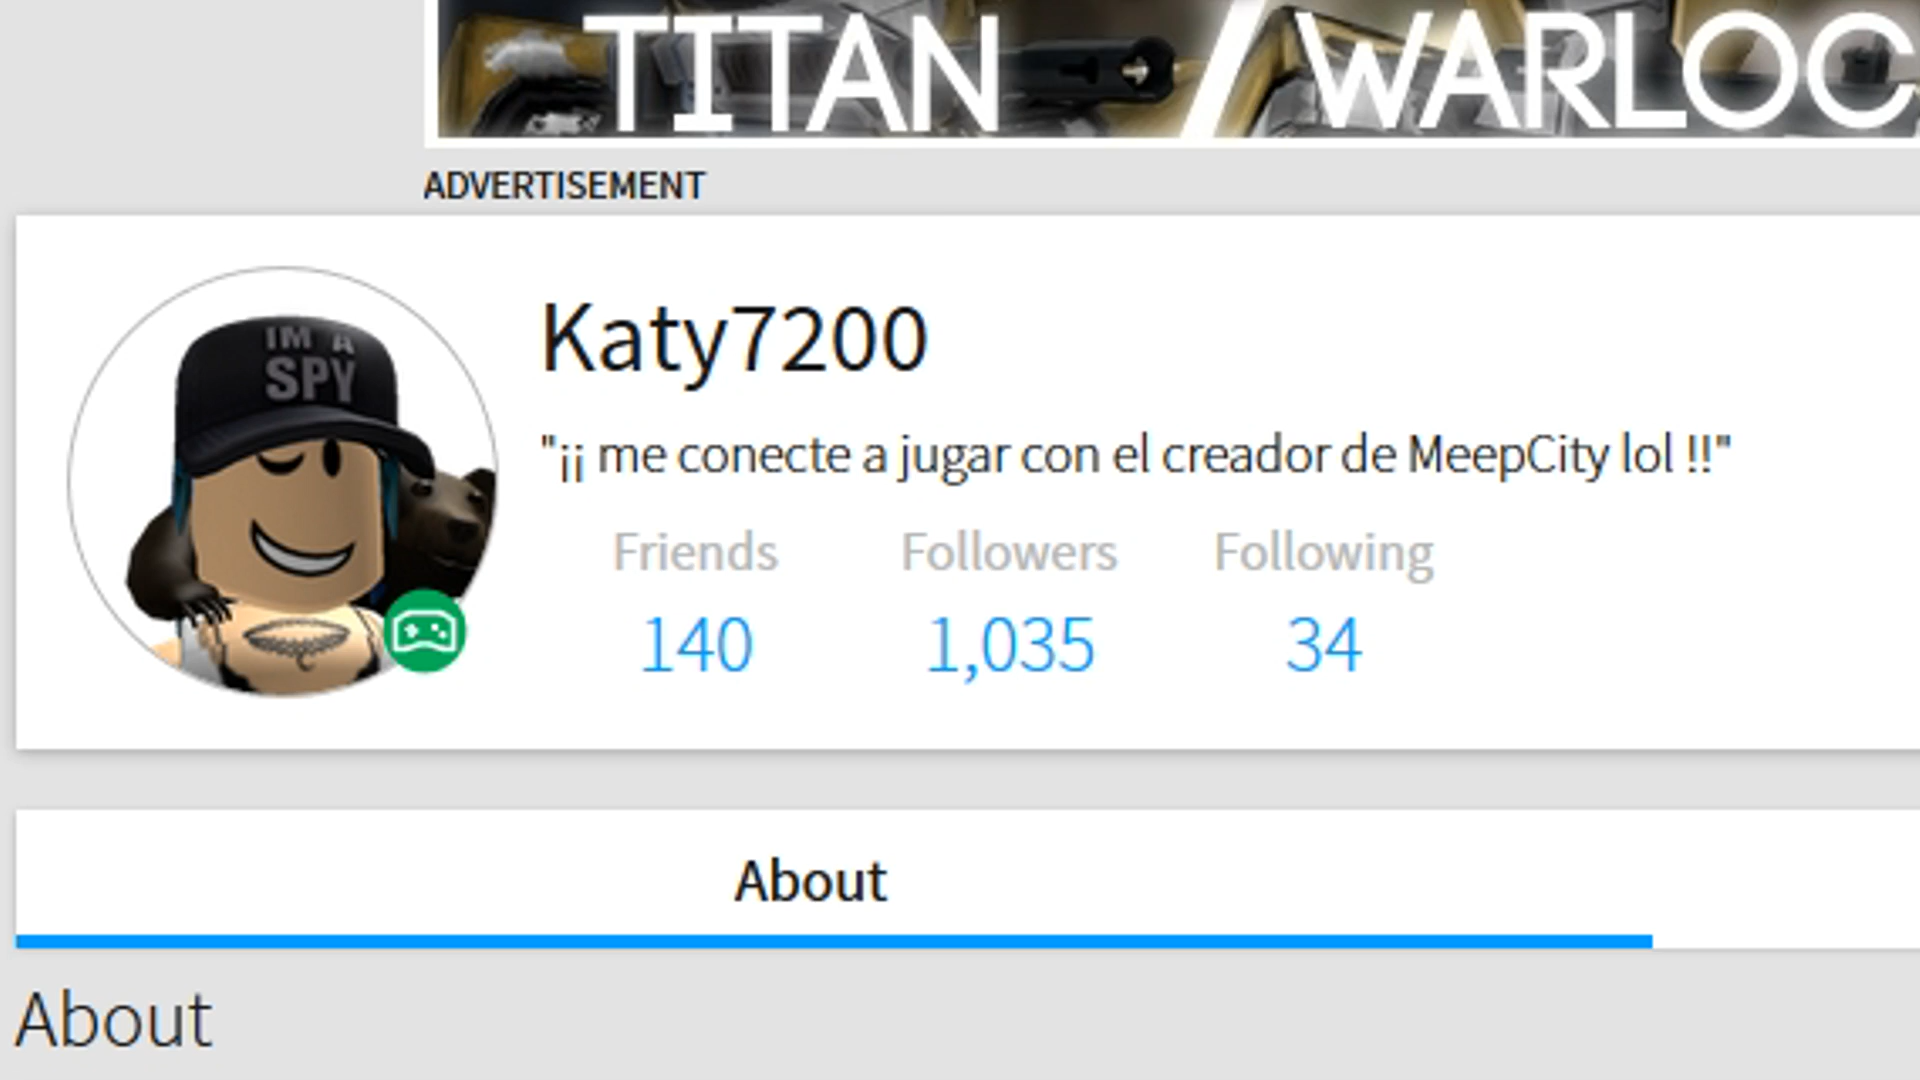 TITAN / WARLOC
ADVERTISEMENT
IM A
SPY
Katy7200
"¡¡ me conecte a jugar con el creador de MeepCity lol !!"
Friends Followers Following
140 1,035 34
About
About